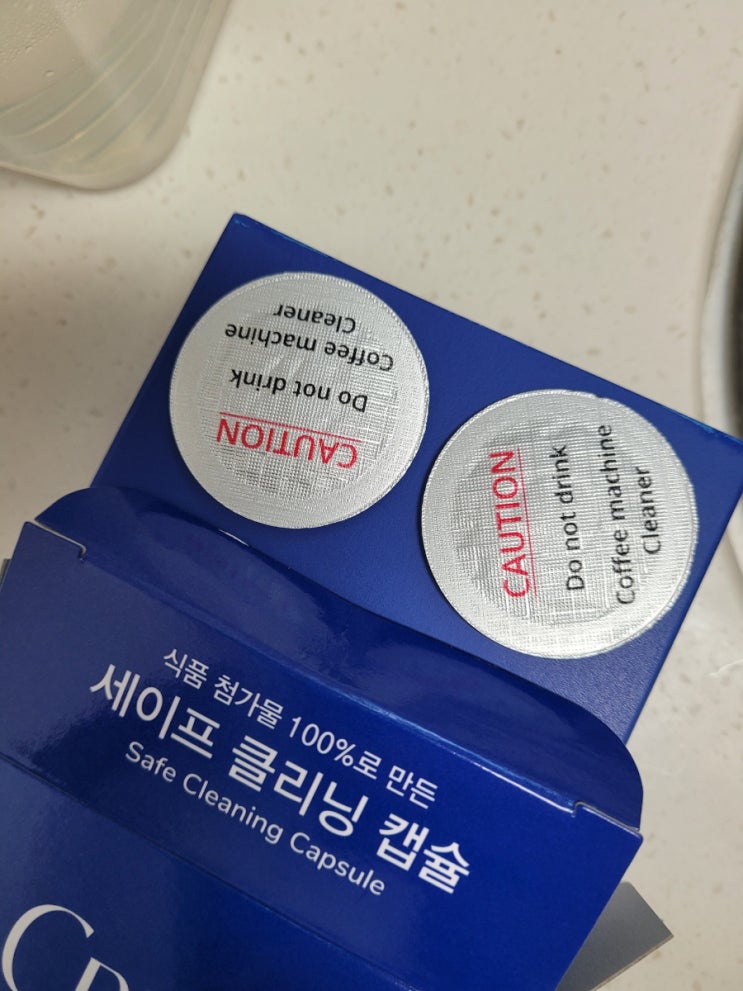 CAUTION
Do not drink
Coffee machine
Cleaner
CAUTION
Do not drink
Coffee machine
Cleaner
식품 첨가물 100%로 만든
세이프 클리닝 캡슐
Safe Cleaning Capsule